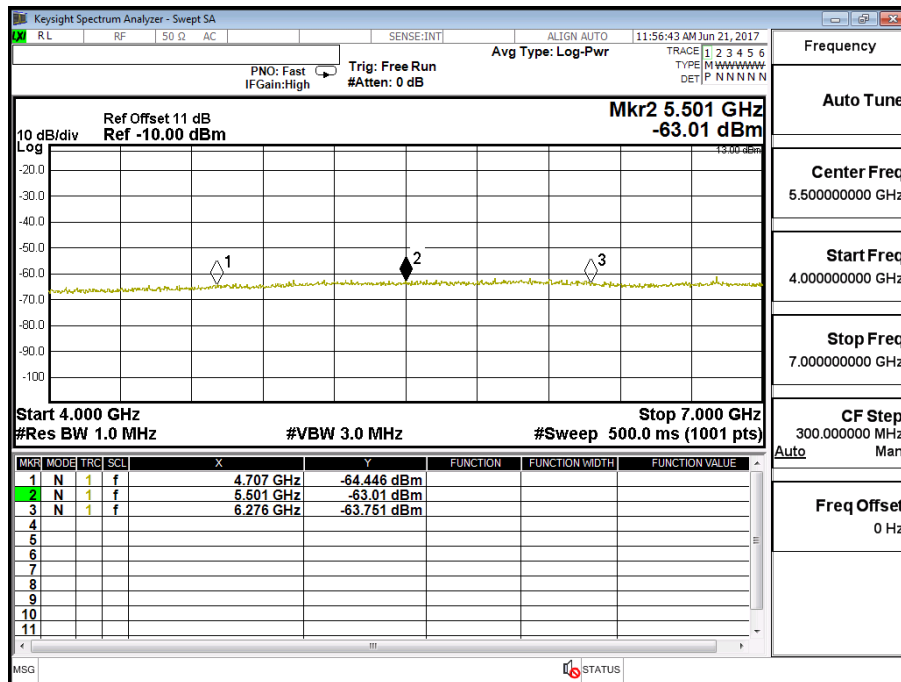 Keysight Spectrum Analyzer - Swept SA
LXI RL RF 50 Ω AC SENSE:INT ALIGN AUTO 11:56:43 AM Jun 21, 2017
Frequency
Avg Type: Log-Pwr
TRACE 1 2 3 4 5 6
PNO: Fast Trig: Free Run
TYPE M WWWWW
IFGain:High #Atten: 0 dB
DET P N N N N N
Auto Tune
Mkr2 5.501 GHz
Ref Offset 11 dB
10 dB/div Ref -10.00 dBm -63.01 dBm
Log
13.00 dBm
-20.0
-30.0
-40.0
-50.0
-60.0
-70.0
-80.0
-90.0
-100
1
2
3
Center Freq
5.500000000 GHz
Start Freq
4.000000000 GHz
Stop Freq
7.000000000 GHz
CF Step
300.000000 MHz
Auto Man
Freq Offset
0 Hz
Start 4.000 GHz Stop 7.000 GHz
#Res BW 1.0 MHz #VBW 3.0 MHz #Sweep 500.0 ms (1001 pts)
MKR MODE TRC SCL X Y FUNCTION FUNCTION WIDTH FUNCTION VALUE
1 N 1 f 4.707 GHz -64.446 dBm
2 N 1 f 5.501 GHz -63.01 dBm
3 N 1 f 6.276 GHz -63.751 dBm
4
5
6
7
8
9
10
11
MSG STATUS